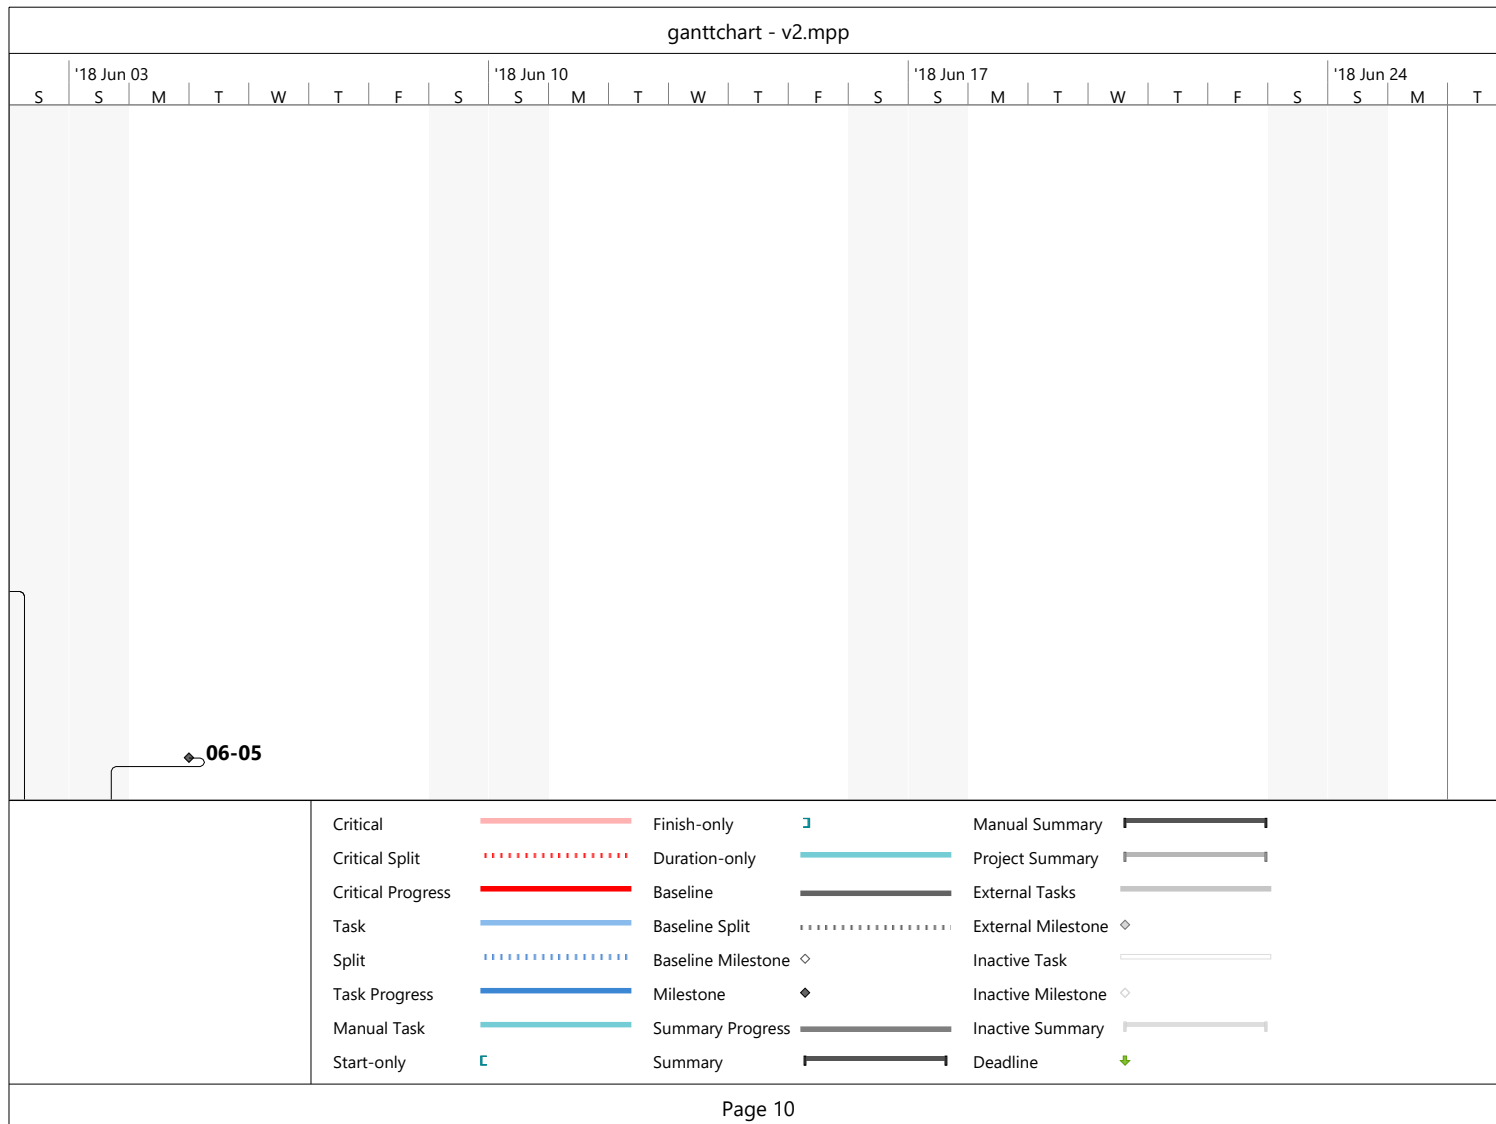 ganttchart - v2.mpp
'18 Jun 03 '18 Jun 10 '18 Jun 17 '18 Jun 24
S S M T W T F S S M T W T F S S M T W T F S S M T
06-05
Critical Finish-only Manual Summary
Critical Split Duration-only Project Summary
Critical Progress Baseline External Tasks
Task Baseline Split External Milestone
Split Baseline Milestone Inactive Task
Task Progress Milestone Inactive Milestone
Manual Task Summary Progress Inactive Summary
Start-only Summary Deadline
Page 10